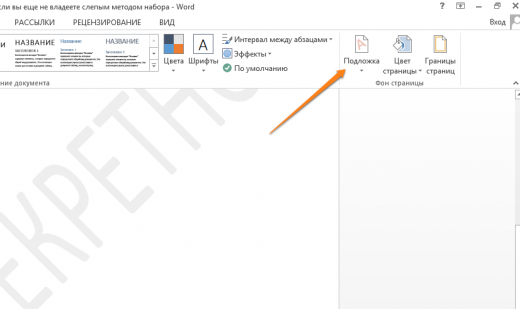 сли вы еще не владеете слепым методом набора - Word
РАССЫЛКИ РЕЦЕНЗИРОВАНИЕ ВИД Вход
НАЗВАНИЕ Название НАЗВАНИЕ
Цвета Шрифты
Интервал между абзацами
Эффекты
По умолчанию
Подложка Цвет страницы Границы страниц
ние документа Фон страницы
ЕКРЕТНО